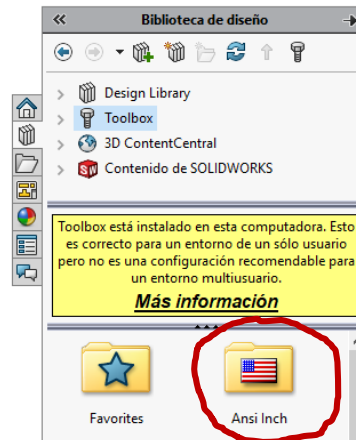 Biblioteca de diseño
Design Library
Toolbox
3D ContentCentral
SW Contenido de SOLIDWORKS
Toolbox está instalado en esta computadora. Esto
es correcto para un entorno de un sólo usuario
pero no es una configuración recomendable para
un entorno multiusuario.
Más información
Favorites
Ansi Inch